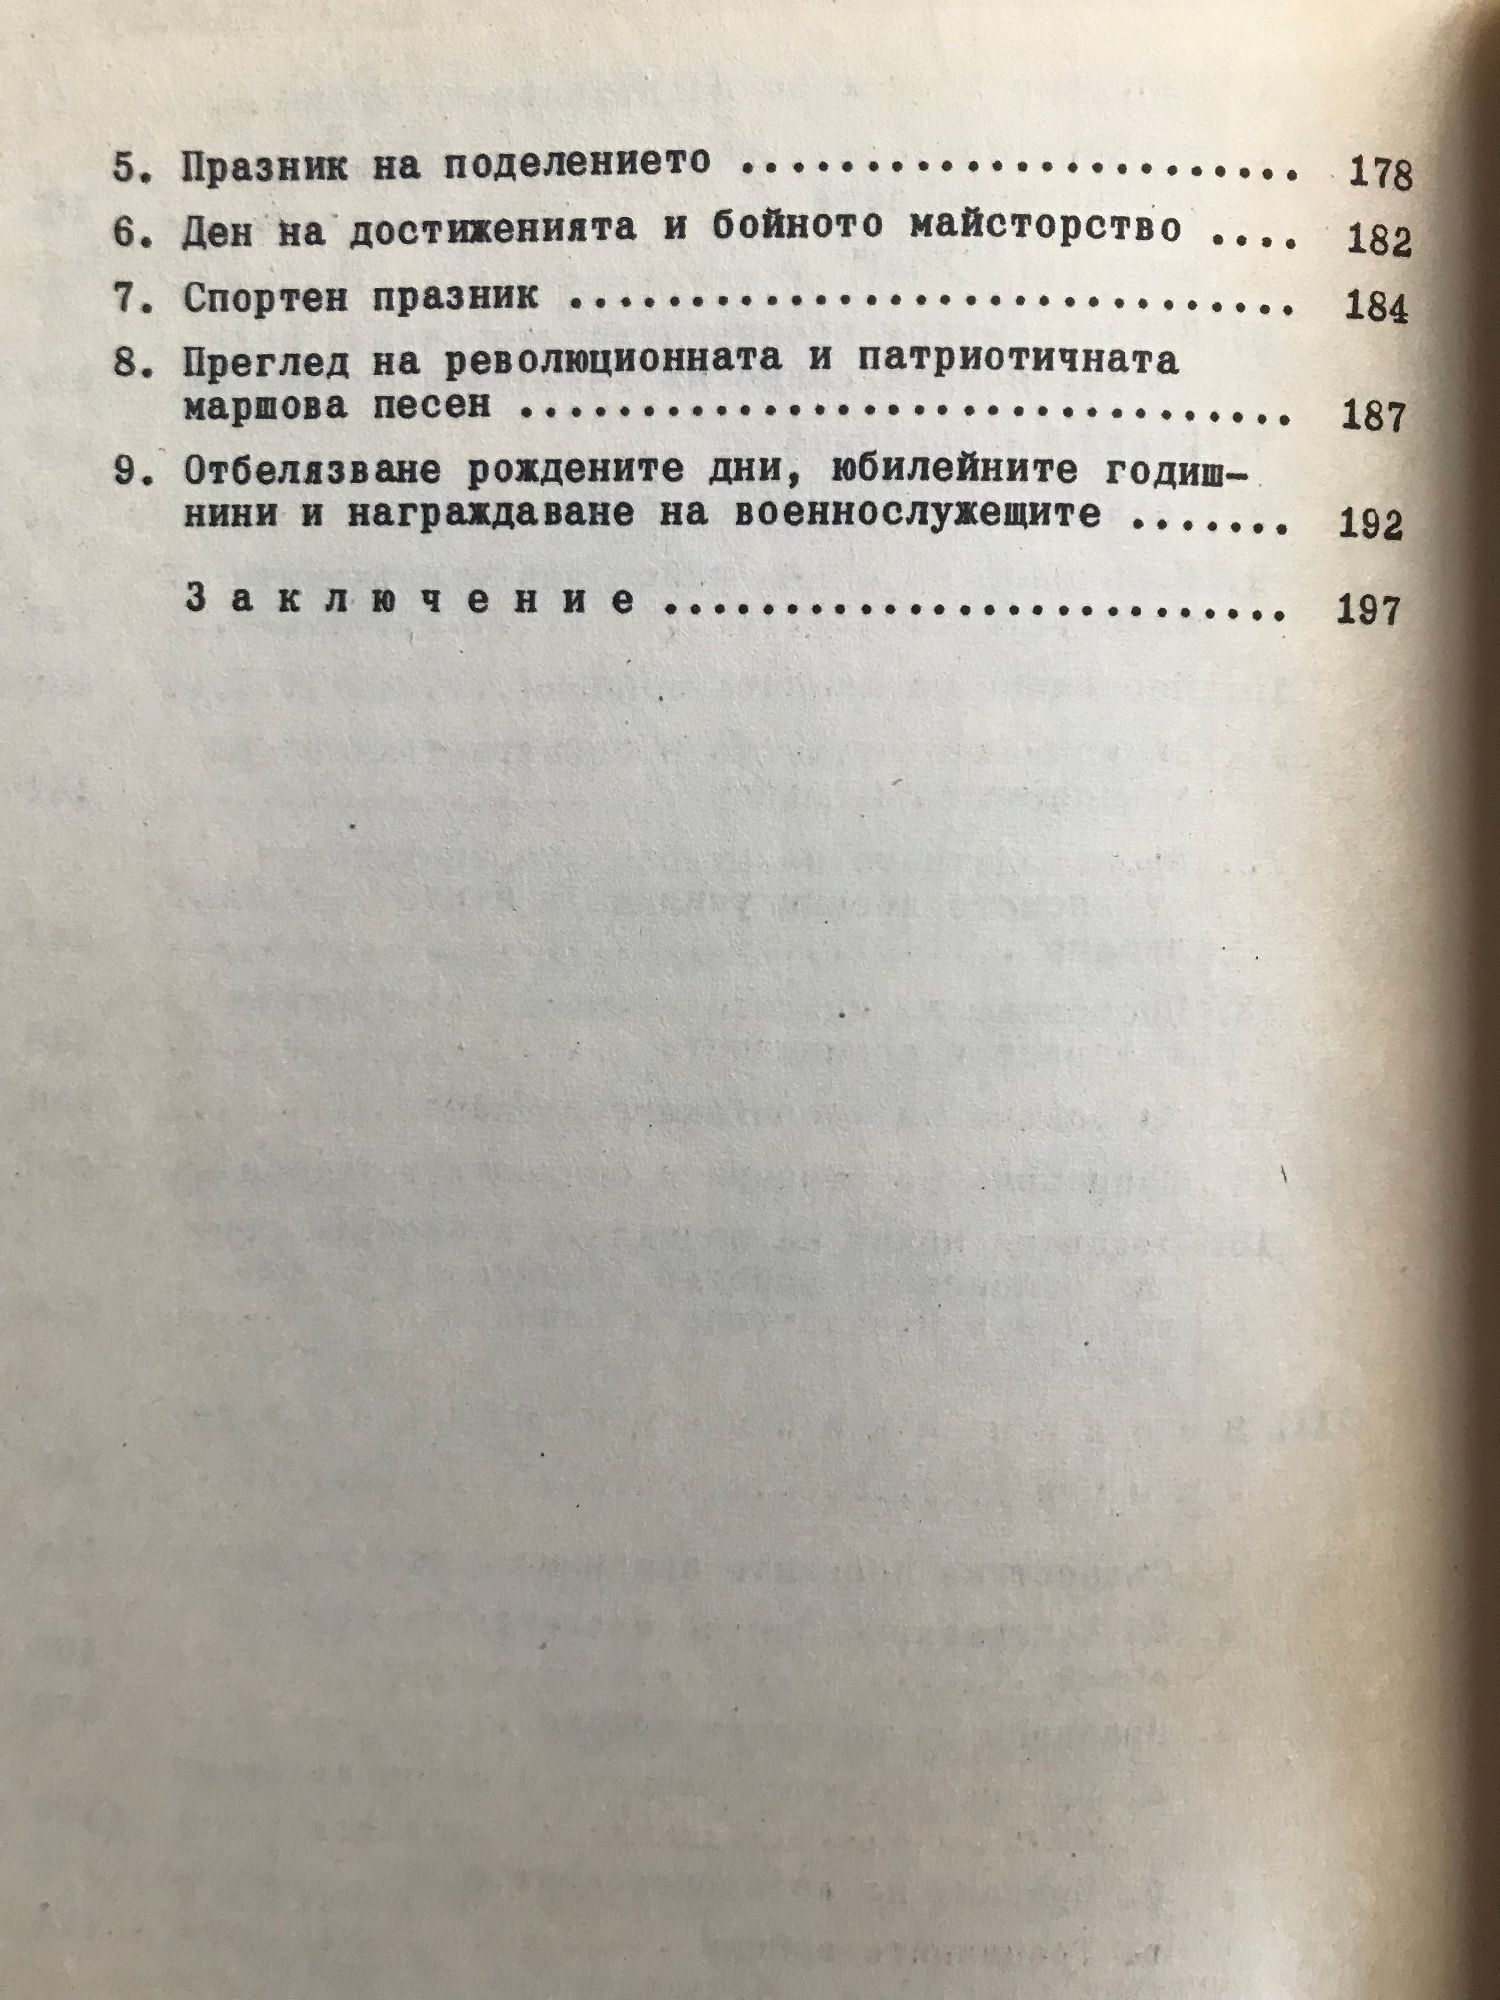 5. Празник на поделението ....................... 178
6. Ден на достиженията и бойното майсторство .... 182
7. Спортен празник .............................. 184
8. Преглед на революционната и патриотичната
маршова песен ................................ 187
9. Отбелязване рождените дни, юбилейните годиш-
нини и награждаване на военнослужещите ....... 192
З а к л ю ч е н и е .......................... 197